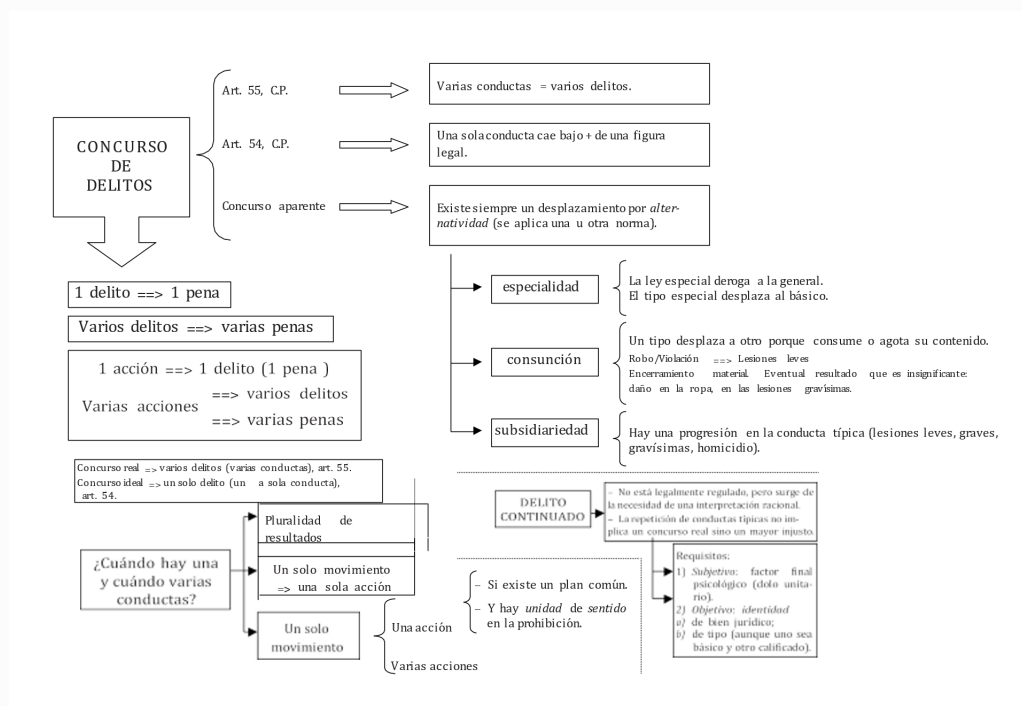 CONCURSO
DE
DELITOS
Art. 55, C.P.
Varias conductas = varios delitos.
Art. 54, C.P.
Una sola conducta cae bajo + de una figura
legal.
Concurso aparente
Existe siempre un desplazamiento por alter-
natividad (se aplica una u otra norma).
especialidad
La ley especial deroga a la general.
El tipo especial desplaza al básico.
consunción
Un tipo desplaza a otro porque consume o agota su contenido.
Robo/Violación ==> Lesiones leves
Encerramiento material. Eventual resultado que es insignificante:
daño en la ropa, en las lesiones gravísimas.
subsidiariedad
Hay una progresión en la conducta típica (lesiones leves, graves,
gravísimas, homicidio).
1 delito ==> 1 pena
Varios delitos ==> varias penas
1 acción ==> 1 delito (1 pena )
Varias acciones
==> varios delitos
==> varias penas
Concurso real => varios delitos (varias conductas), art. 55.
Concurso ideal => un solo delito (un a sola conducta),
art. 54.
¿Cuándo hay una
y cuándo varias
conductas?
Pluralidad de
resultados
Un solo movimiento
=> una sola acción
Un solo
movimiento
Una acción
– Si existe un plan común.
– Y hay unidad de sentido
en la prohibición.
Varias acciones
DELITO
CONTINUADO
– No está legalmente regulado, pero surge de
la necesidad de una interpretación racional.
– La repetición de conductas típicas no im-
plica un concurso real sino un mayor injusto.
Requisitos:
1) Subjetivo: factor final
psicológico (dolo unita-
rio).
2) Objetivo: identidad
a) de bien jurídico;
b) de tipo (aunque uno sea
básico y otro calificado).